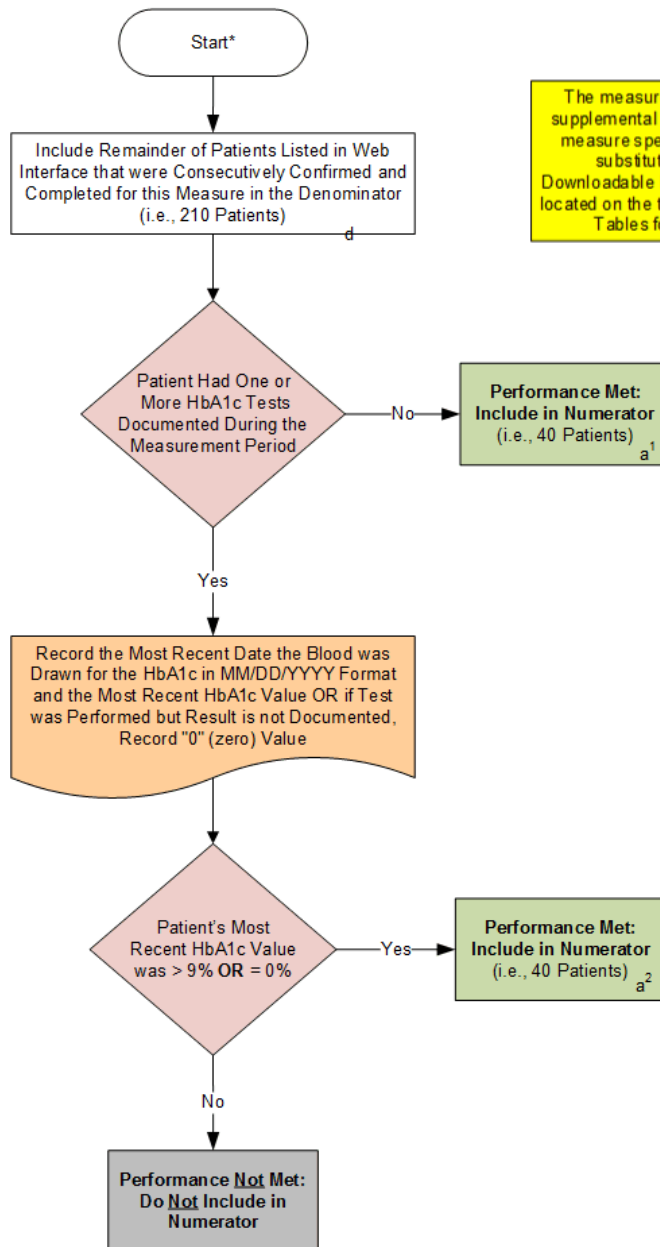 Start*
Include Remainder of Patients Listed in Web
Interface that were Consecutively Confirmed and
Completed for this Measure in the Denominator
(i.e., 210 Patients)
d
The measur
supplemental
measure spe
substitut
Downloadable
located on the t
Tables fo
Patient Had One or
More HbA1c Tests
Documented During the
Measurement Period
No
Performance Met:
Include in Numerator
(i.e., 40 Patients)
a¹
Yes
Record the Most Recent Date the Blood was
Drawn for the HbA1c in MM/DD/YYYY Format
and the Most Recent HbA1c Value OR if Test
was Performed but Result is not Documented,
Record "0" (zero) Value
Patient's Most
Recent HbA1c Value
was > 9% OR = 0%
Yes
Performance Met:
Include in Numerator
(i.e., 40 Patients)
a²
No
Performance Not Met:
Do Not Include in
Numerator